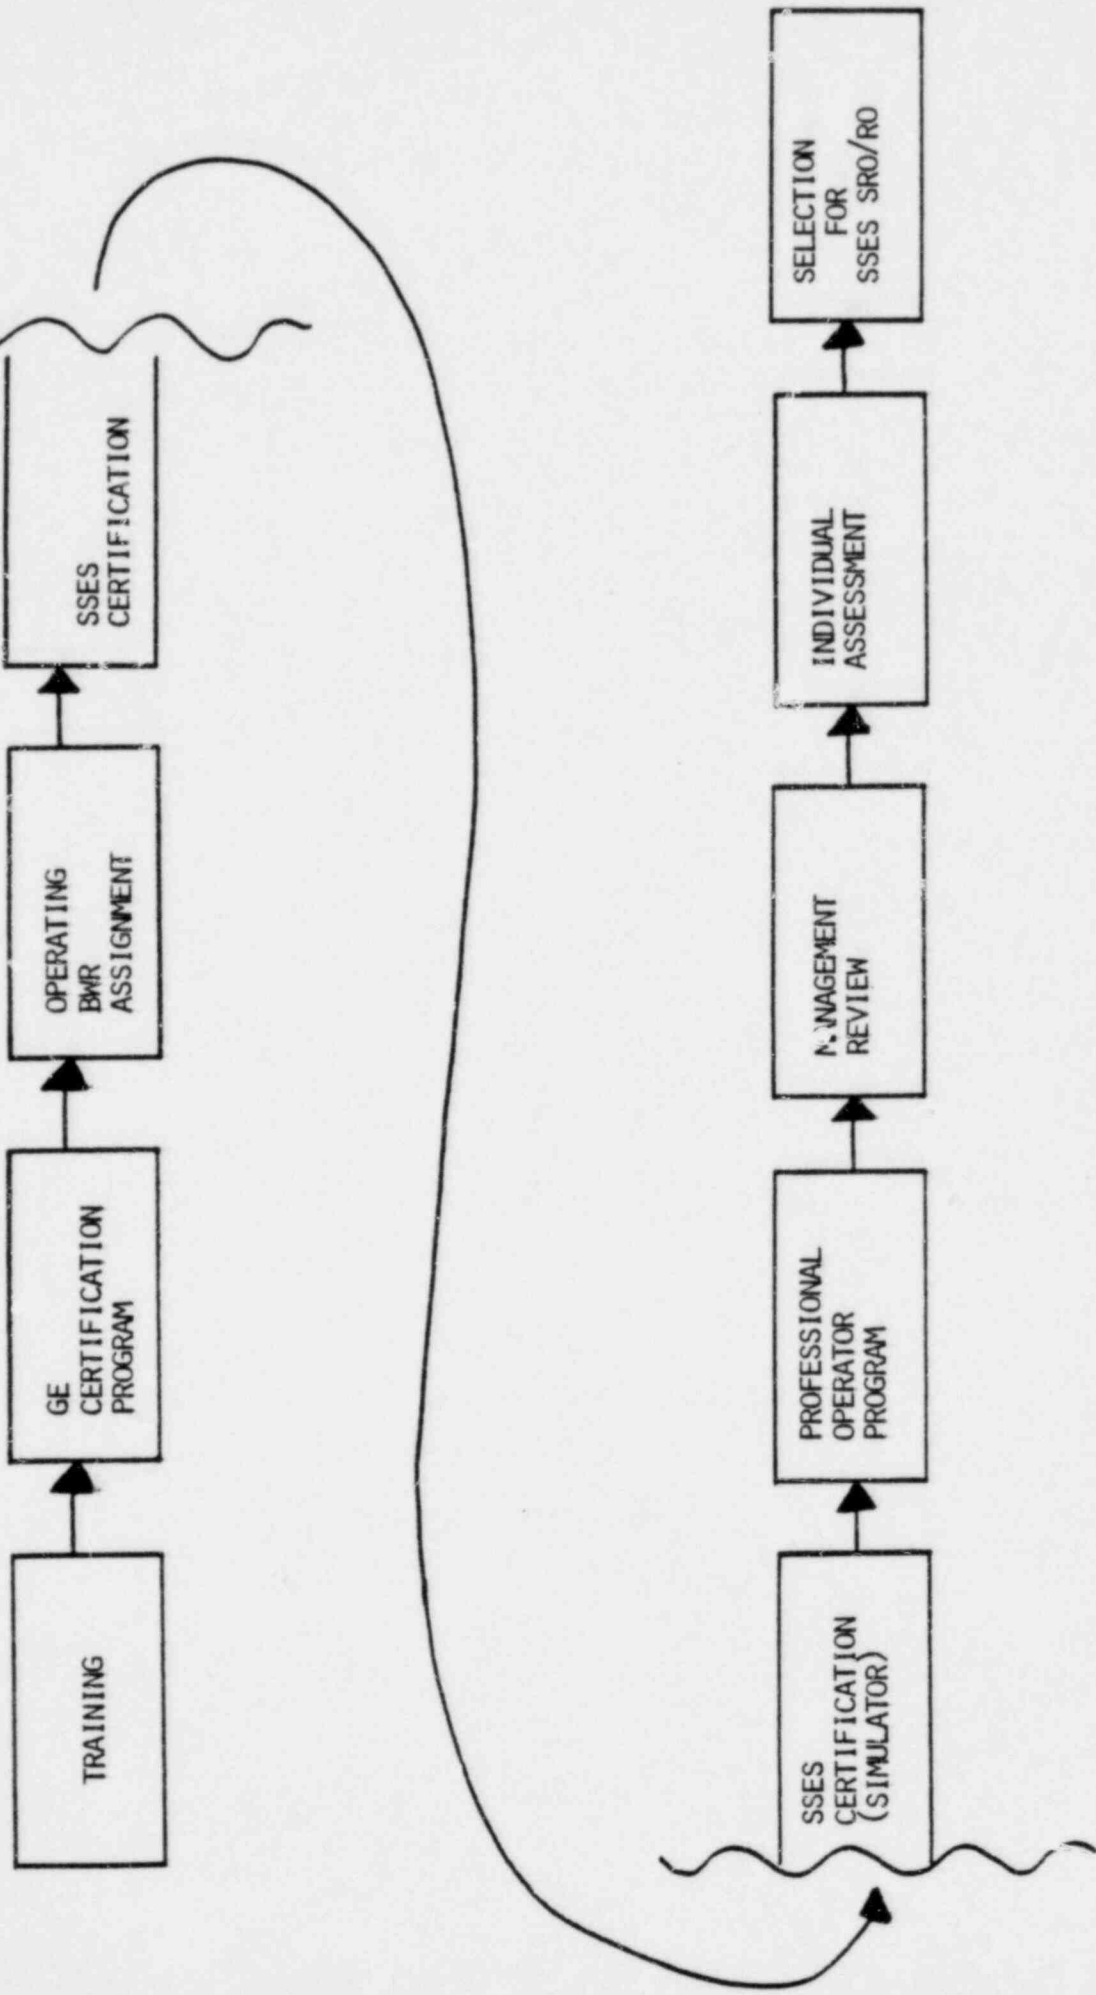 TRAINING
GE
CERTIFICATION
PROGRAM
OPERATING
BWR
ASSIGNMENT
SSES
CERTIFICATION
SSES
CERTIFICATION
(SIMULATOR)
PROFESSIONAL
OPERATOR
PROGRAM
MANAGEMENT
REVIEW
INDIVIDUAL
ASSESSMENT
SELECTION
FOR
SSES SRO/RO